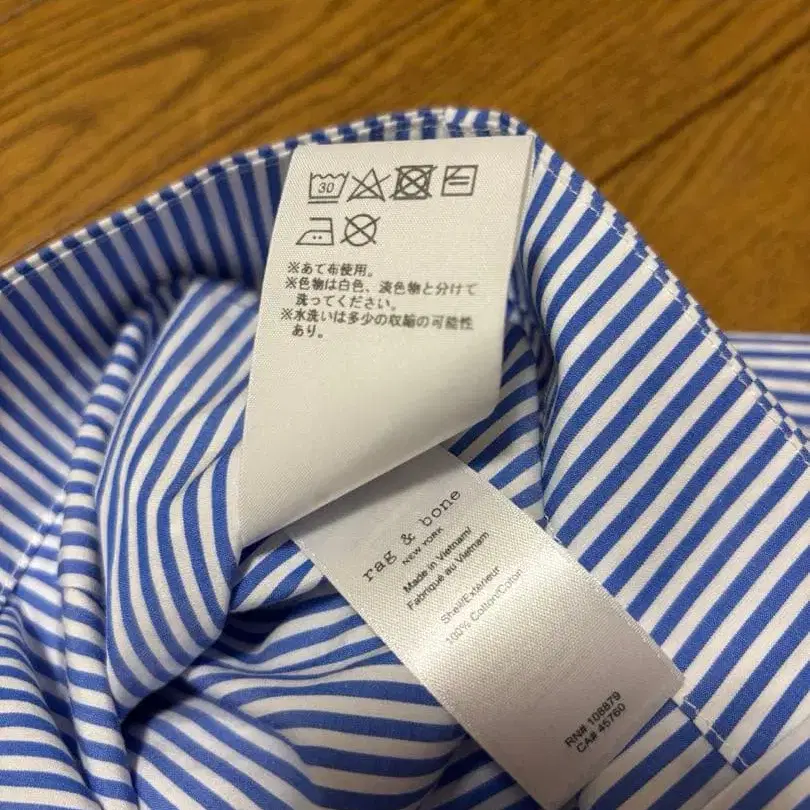 30
※あて布使用。
※色物は白色、淡色物と分けて
洗ってください。
※水洗いは多少の収縮の可能性
あり。
rag & bone
NEW YORK
Made in Vietnam/
Fabriqué au Vietnam
Shell/Extérieur
100% Cotton/Coton
RN# 108879
CA# 45760